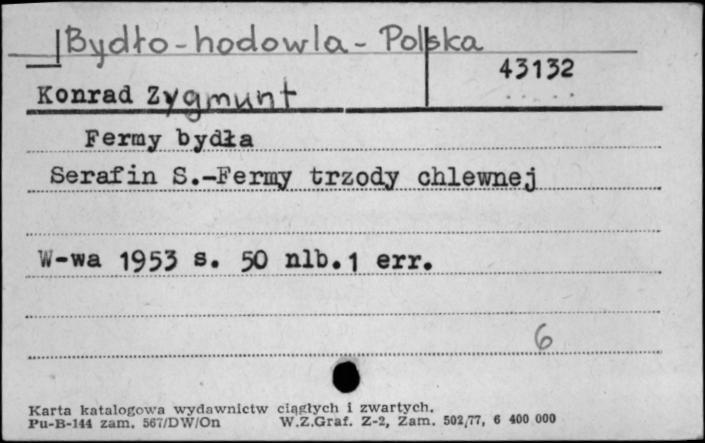 Bydło-hodowla-Polska
43132
Konrad Zygmunt
Fermy bydła
Serafin S.-Fermy trzody chlewnej
W-wa 1953 s. 50 nlb.1 err.
6
Karta katalogowa wydawnictw ciągłych i zwartych.
Pu-B-144 zam. 567/DW/On W.Z.Graf. Z-2, Zam. 502/77, 6 400 000